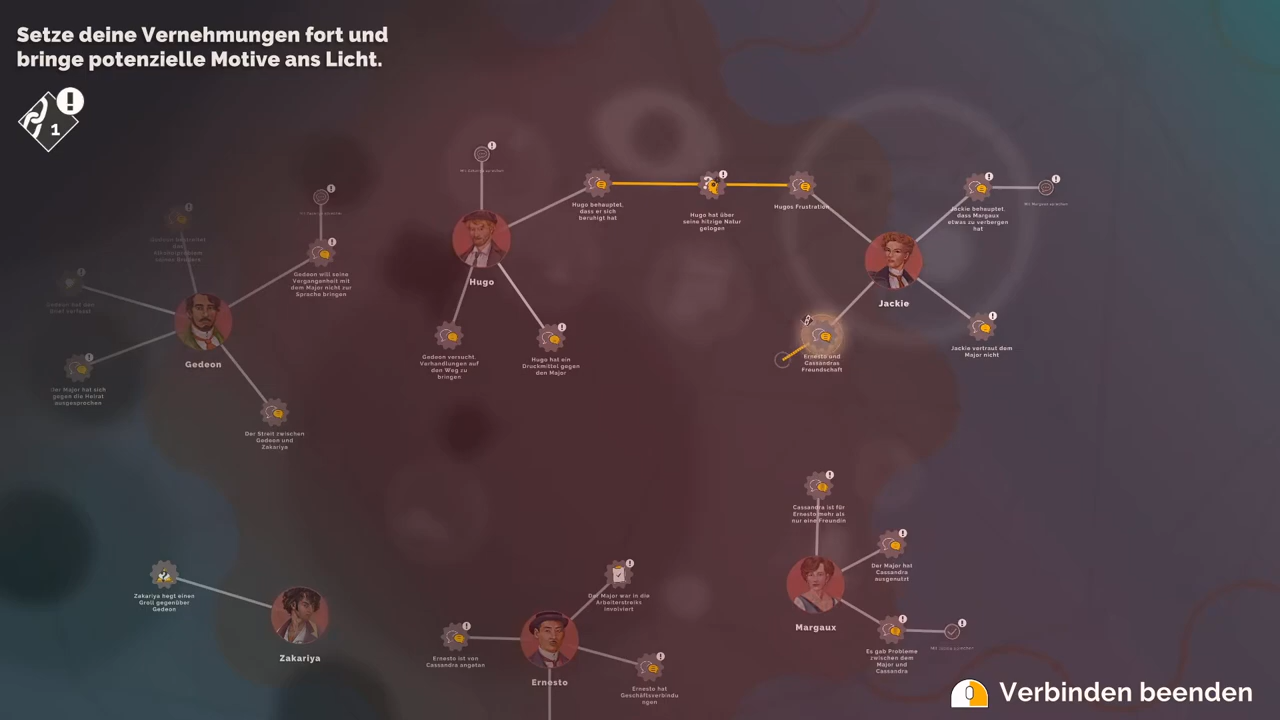 Setze deine Vernehmungen fort und
bringe potenzielle Motive ans Licht.
1
Hugo behauptet,
dass er sich
beruhigt hat
Hugo hat über
seine hitzige Natur
gelogen
Hugos Frustration
Jackie behauptet,
dass Margaux
etwas zu verbergen
hat
Mit Margaux sprechen
Gedeon will seine
Vergangenheit mit
dem Major nicht zur
Sprache bringen
Hugo
Jackie
Gedeon
Gedeon versucht,
Verhandlungen auf
den Weg zu
bringen
Hugo hat ein
Druckmittel gegen
den Major
Ernesto und
Cassandras
Freundschaft
Jackie vertraut dem
Major nicht
Der Major hat sich
gegen die Heirat
ausgesprochen
Der Streit zwischen
Gedeon und
Zakariya
Cassandra ist für
Ernesto mehr als
nur eine Freundin
Der Major hat
Cassandra
ausgenutzt
Zakariya hegt einen
Groll gegenüber
Gedeon
Der Major war in die
Arbeiterstreiks
involviert
Margaux
Zakariya
Ernesto ist von
Cassandra angetan
Ernesto
Ernesto hat
Geschäftsverbindu
ngen
Es gab Probleme
zwischen dem
Major und
Cassandra
Verbinden beenden